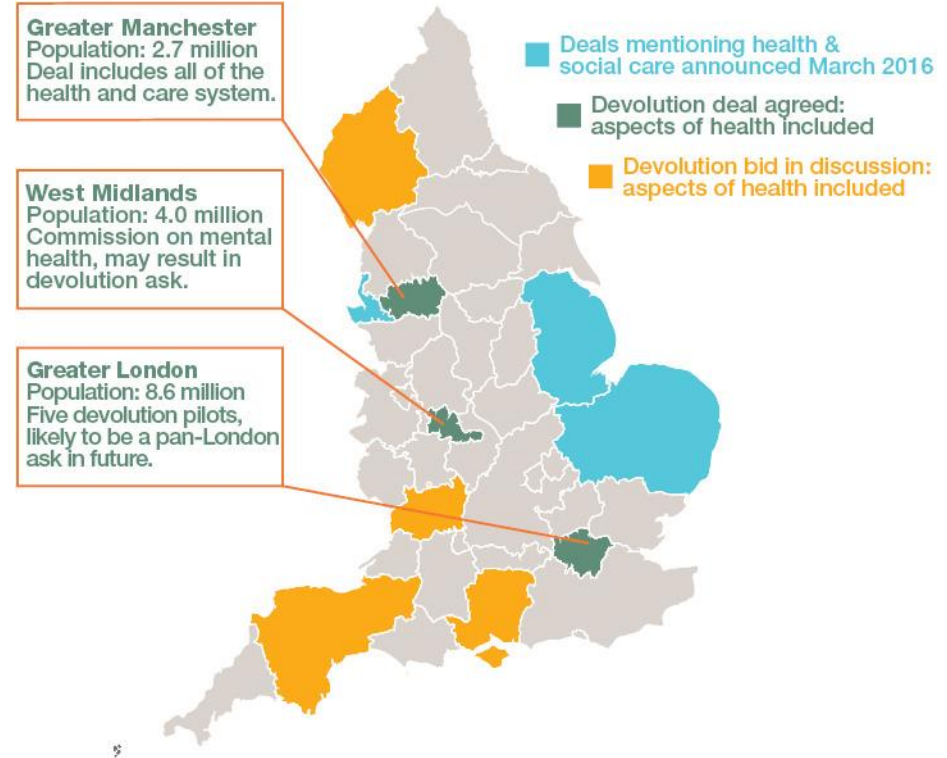 Greater Manchester
Population: 2.7 million
Deal includes all of the
health and care system.
West Midlands
Population: 4.0 million
Commission on mental
health, may result in
devolution ask.
Greater London
Population: 8.6 million
Five devolution pilots,
likely to be a pan-London
ask in future.
Deals mentioning health &
social care announced March 2016
Devolution deal agreed:
aspects of health included
Devolution bid in discussion:
aspects of health included